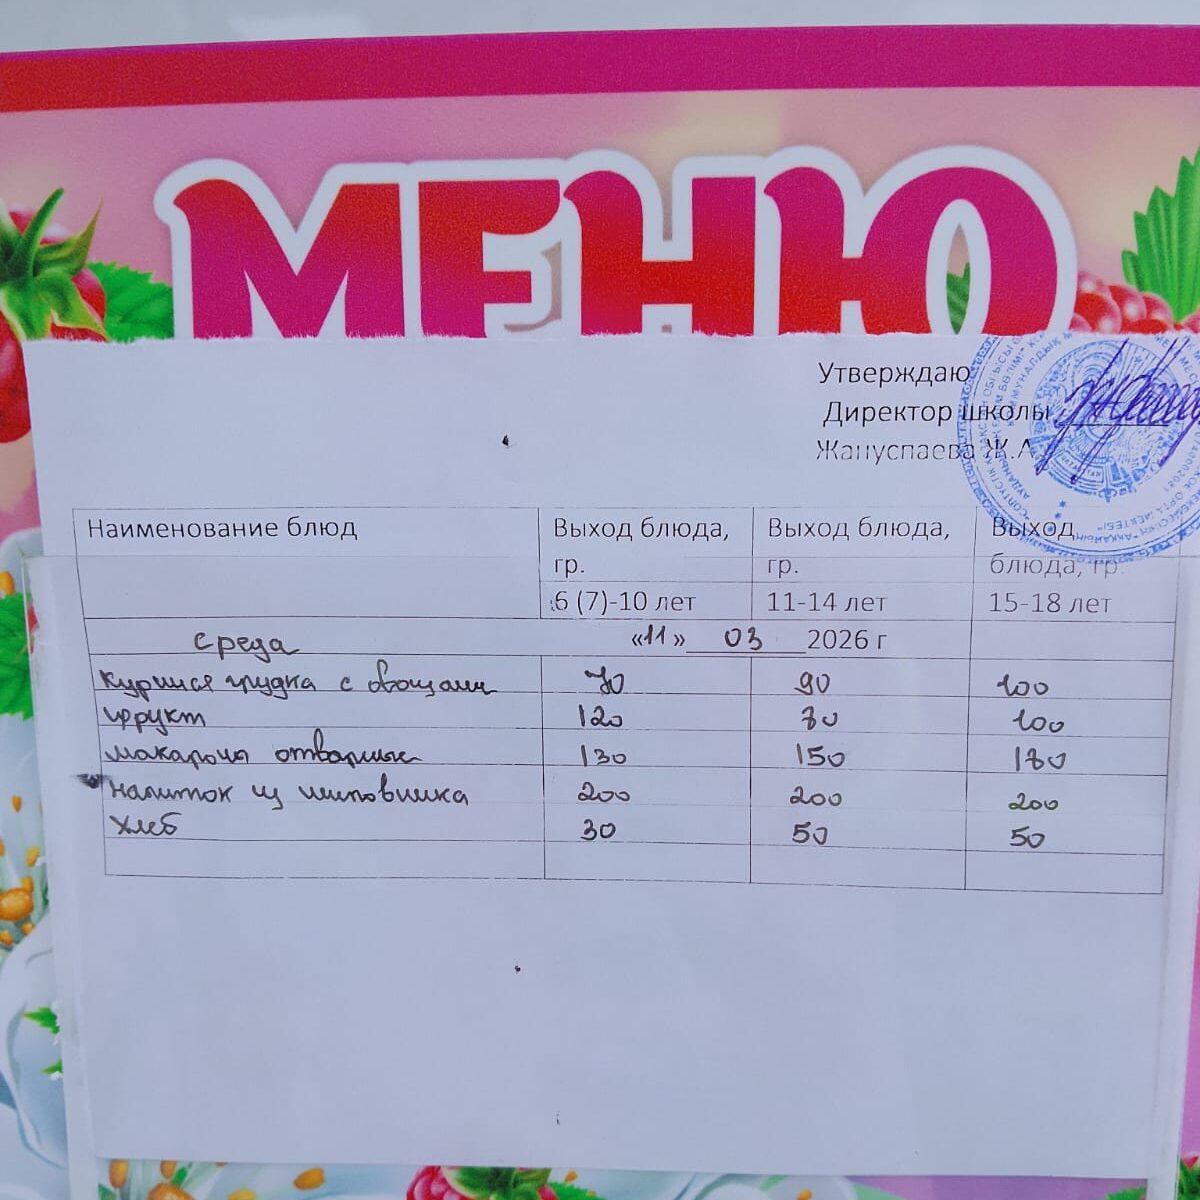 МЕНЮ
Утверждаю
Директор школы
Жануспаева Ж.А
Наименование блюд Выход блюда, гр. Выход блюда, гр. Выход блюда, гр.
6 (7)-10 лет 11-14 лет 15-18 лет
среда «11» 03 2026 г
Куриная грудка с овощами 70 90 100
фрукт 120 80 100
макароны отварные 130 150 180
напиток из шиповника 200 200 200
хлеб 30 50 50